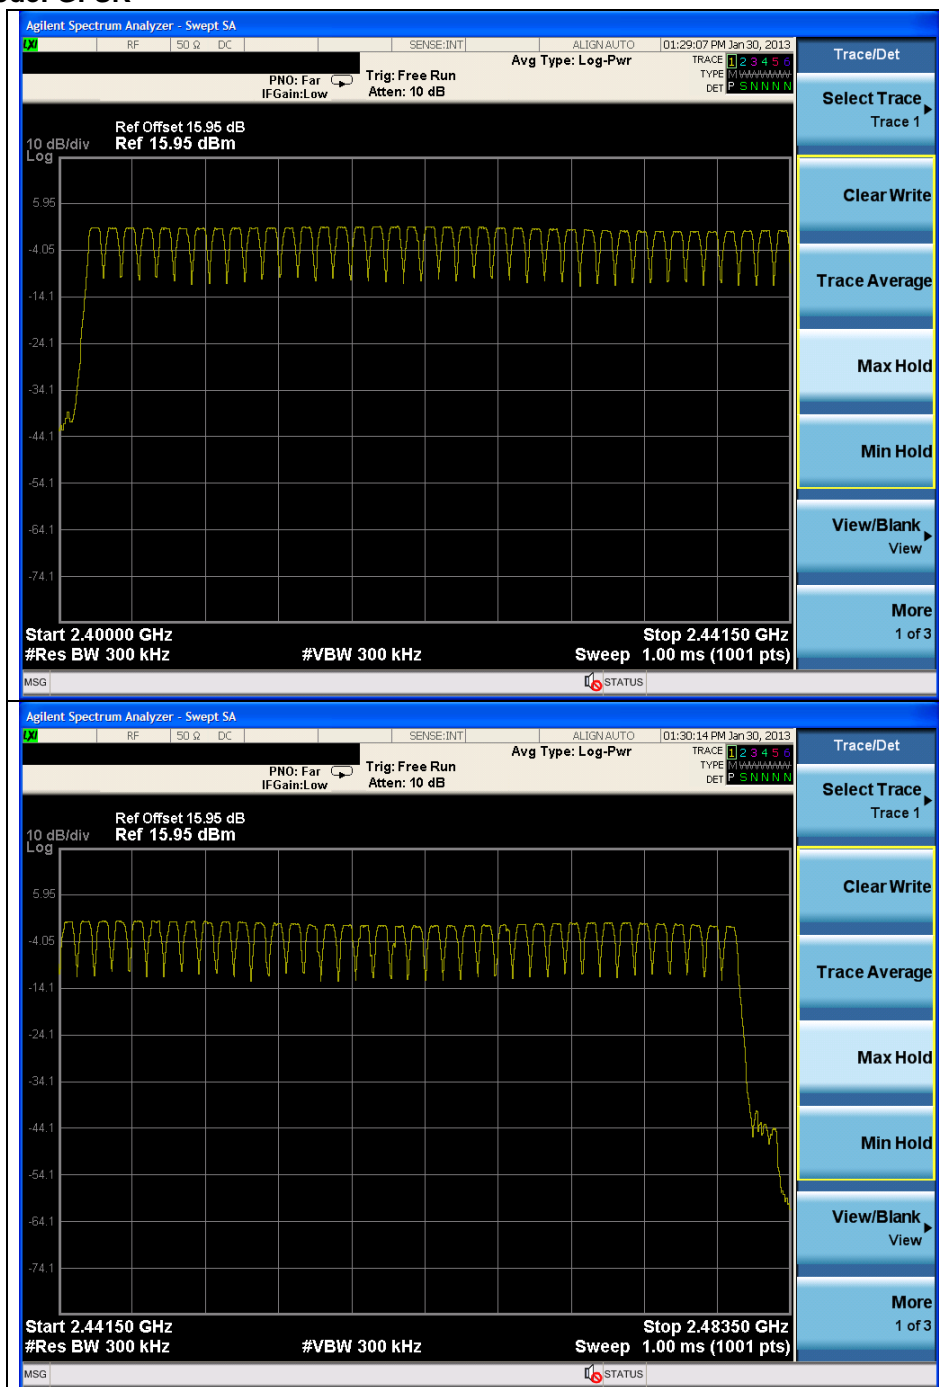 Agilent Spectrum Analyzer - Swept SA
LXI RF 50 Ω DC SENSE:INT ALIGNAUTO 01:29:07 PM Jan 30, 2013
Avg Type: Log-Pwr
TRACE 1 2 3 4 5 6
TYPE M WWWWW
DET P S N N N N
PNO: Far
IFGain:Low
Trig: Free Run
Atten: 10 dB
Ref Offset 15.95 dB
10 dB/div Ref 15.95 dBm
Log
5.95
-4.05
-14.1
-24.1
-34.1
-44.1
-54.1
-64.1
-74.1
Start 2.40000 GHz Stop 2.44150 GHz
#Res BW 300 kHz #VBW 300 kHz Sweep 1.00 ms (1001 pts)
MSG STATUS
Trace/Det
Select Trace
Trace 1
Clear Write
Trace Average
Max Hold
Min Hold
View/Blank
View
More
1 of 3
Agilent Spectrum Analyzer - Swept SA
LXI RF 50 Ω DC SENSE:INT ALIGNAUTO 01:30:14 PM Jan 30, 2013
Avg Type: Log-Pwr
TRACE 1 2 3 4 5 6
TYPE M WWWWW
DET P S N N N N
PNO: Far
IFGain:Low
Trig: Free Run
Atten: 10 dB
Ref Offset 15.95 dB
10 dB/div Ref 15.95 dBm
Log
5.95
-4.05
-14.1
-24.1
-34.1
-44.1
-54.1
-64.1
-74.1
Start 2.44150 GHz Stop 2.48350 GHz
#Res BW 300 kHz #VBW 300 kHz Sweep 1.00 ms (1001 pts)
MSG STATUS
Trace/Det
Select Trace
Trace 1
Clear Write
Trace Average
Max Hold
Min Hold
View/Blank
View
More
1 of 3